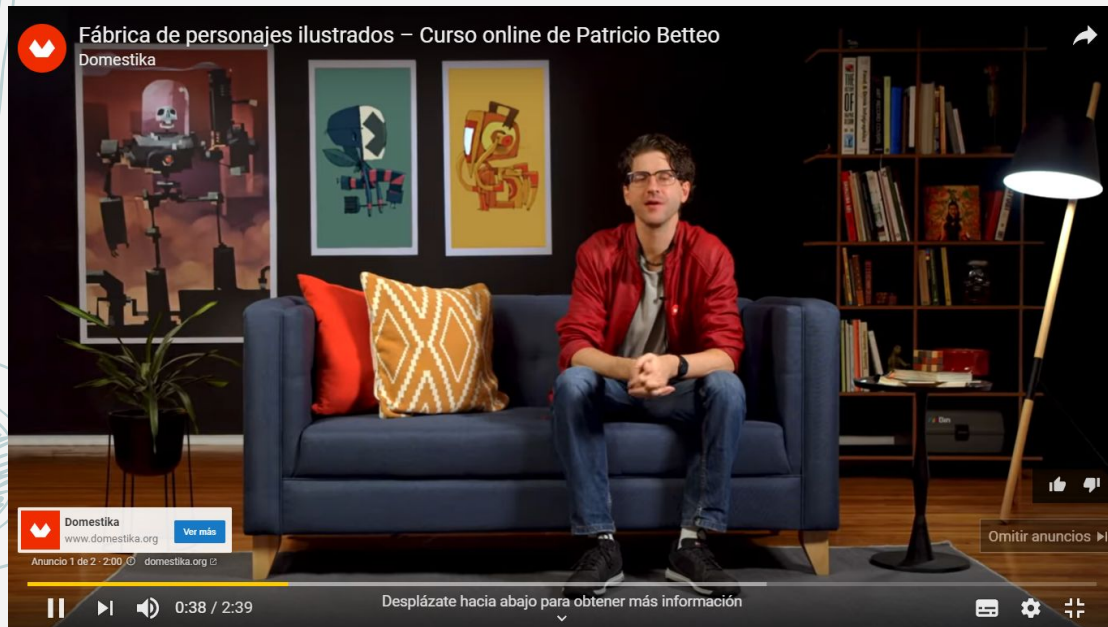 Fábrica de personajes ilustrados – Curso online de Patricio Betteo
Domestika
Domestika
www.domestika.org
Ver más
Anuncio 1 de 2 · 2:00
domestika.org
Omitir anuncios
0:38 / 2:39
Desplázate hacia abajo para obtener más información